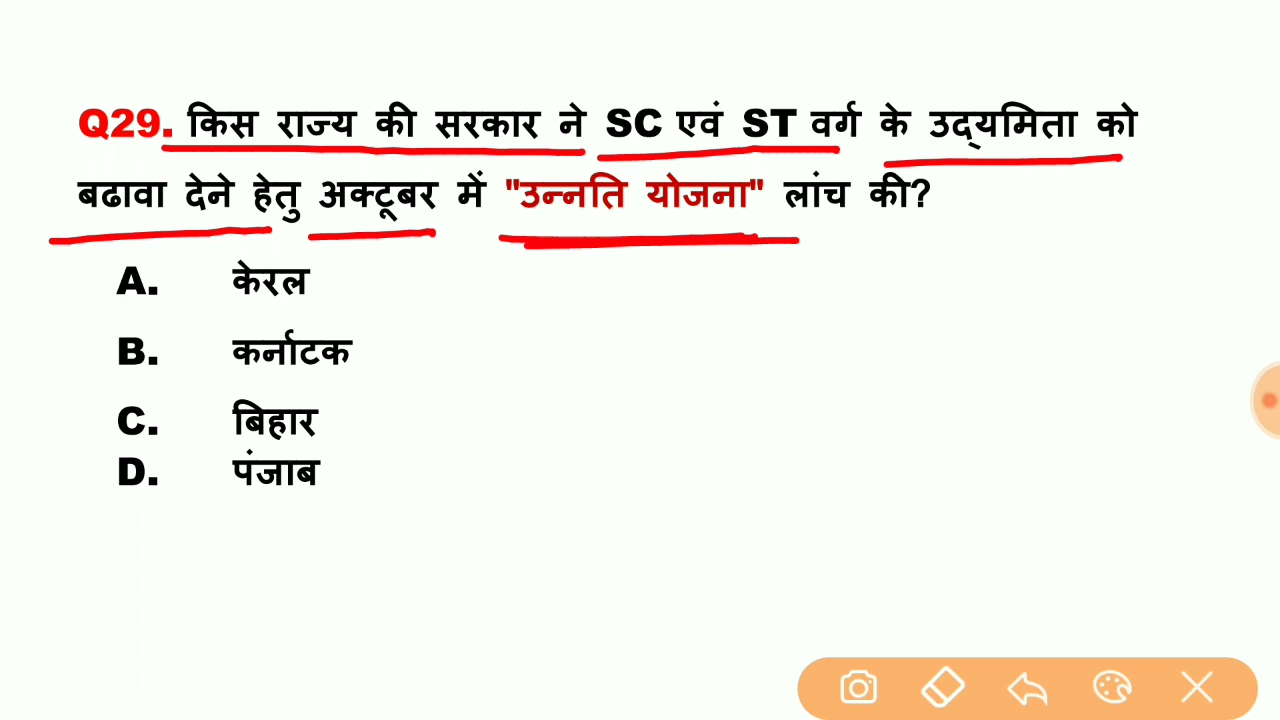 Q29. किस राज्य की सरकार ने SC एवं ST वर्ग के उद्यमिता को
बढावा देने हेतु अक्टूबर में "उन्नति योजना" लांच की?
A. केरल
B. कर्नाटक
C. बिहार
D. पंजाब